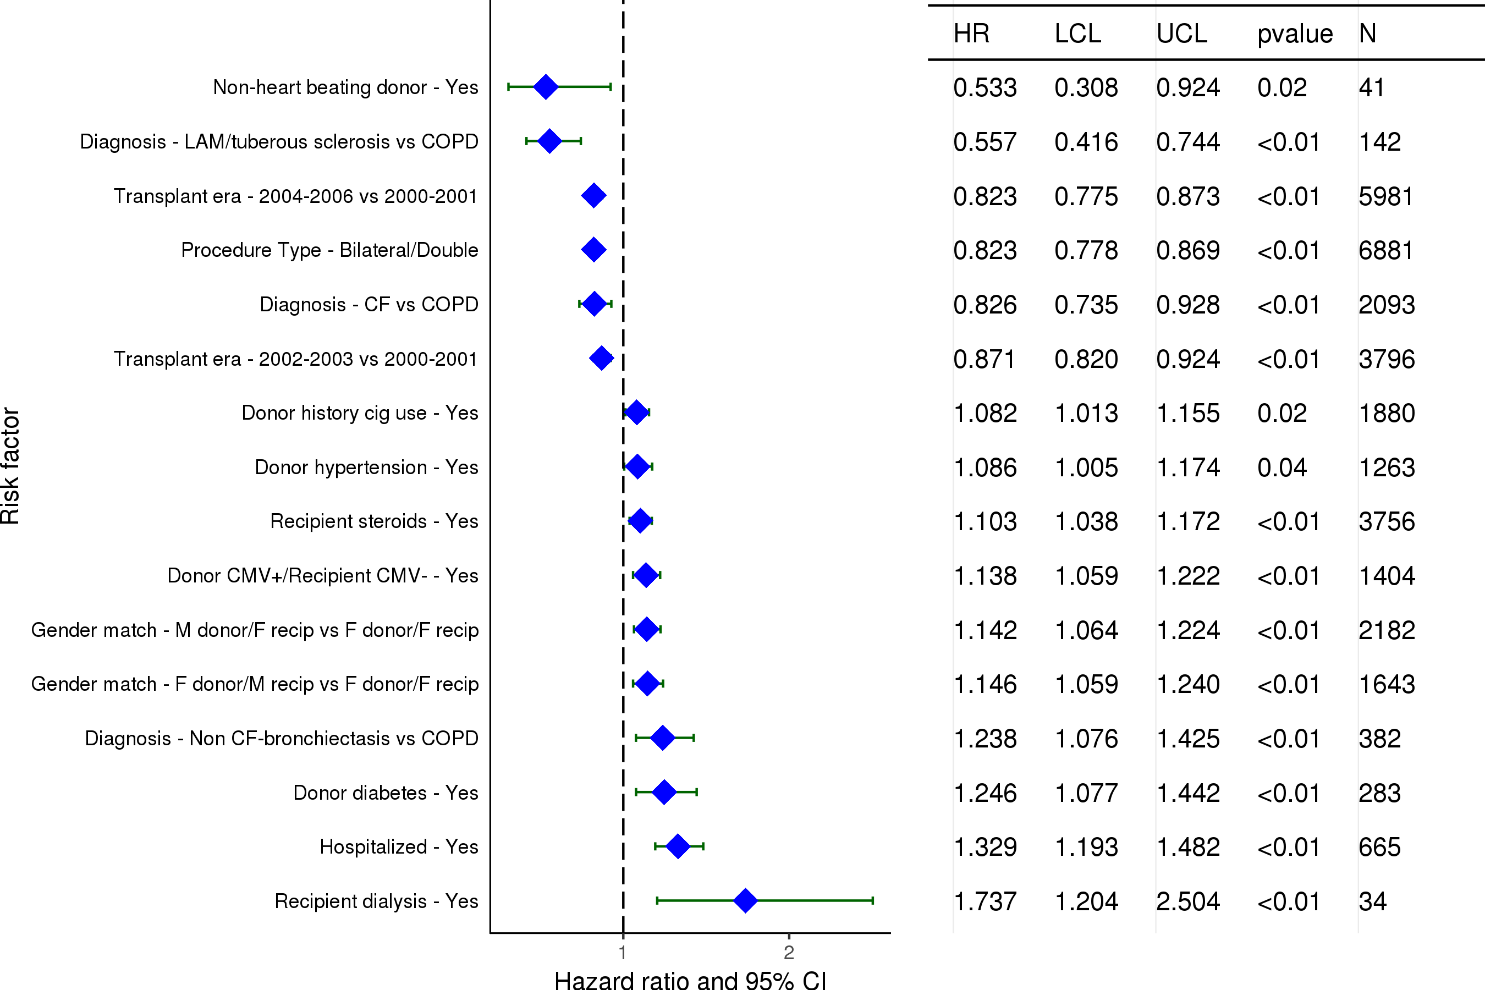 HR LCL UCL pvalue N
Non-heart beating donor - Yes 0.533 0.308 0.924 0.02 41
Diagnosis - LAM/tuberous sclerosis vs COPD 0.557 0.416 0.744 <0.01 142
Transplant era - 2004-2006 vs 2000-2001 0.823 0.775 0.873 <0.01 5981
Procedure Type - Bilateral/Double 0.823 0.778 0.869 <0.01 6881
Diagnosis - CF vs COPD 0.826 0.735 0.928 <0.01 2093
Transplant era - 2002-2003 vs 2000-2001 0.871 0.820 0.924 <0.01 3796
Donor history cig use - Yes 1.082 1.013 1.155 0.02 1880
Donor hypertension - Yes 1.086 1.005 1.174 0.04 1263
Recipient steroids - Yes 1.103 1.038 1.172 <0.01 3756
Donor CMV+/Recipient CMV- - Yes 1.138 1.059 1.222 <0.01 1404
Gender match - M donor/F recip vs F donor/F recip 1.142 1.064 1.224 <0.01 2182
Gender match - F donor/M recip vs F donor/F recip 1.146 1.059 1.240 <0.01 1643
Diagnosis - Non CF-bronchiectasis vs COPD 1.238 1.076 1.425 <0.01 382
Donor diabetes - Yes 1.246 1.077 1.442 <0.01 283
Hospitalized - Yes 1.329 1.193 1.482 <0.01 665
Recipient dialysis - Yes 1.737 1.204 2.504 <0.01 34
Risk factor
1 2
Hazard ratio and 95% CI